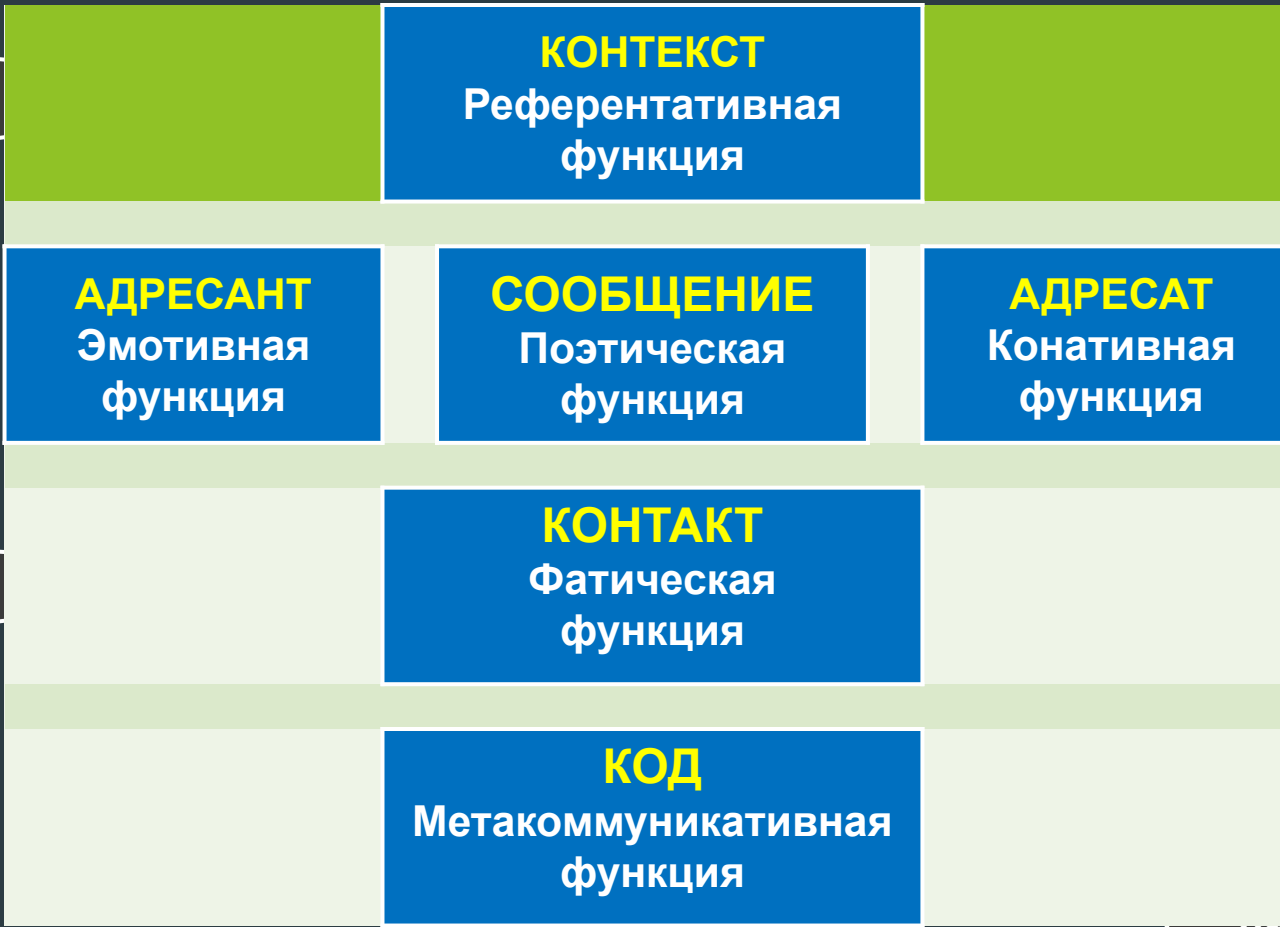 КОНТЕКСТ
Референтативная
функция
АДРЕСАНТ
Эмотивная
функция
СООБЩЕНИЕ
Поэтическая
функция
АДРЕСАТ
Конативная
функция
КОНТАКТ
Фатическая
функция
КОД
Метакоммуникативная
функция